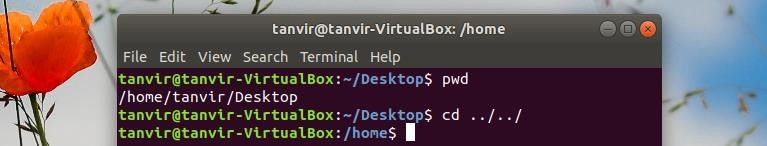 tanvir@tanvir-VirtualBox: /home
File Edit View Search Terminal Help
tanvir@tanvir-VirtualBox:~/Desktop$ pwd
/home/tanvir/Desktop
tanvir@tanvir-VirtualBox:~/Desktop$ cd ../../
tanvir@tanvir-VirtualBox:/home$